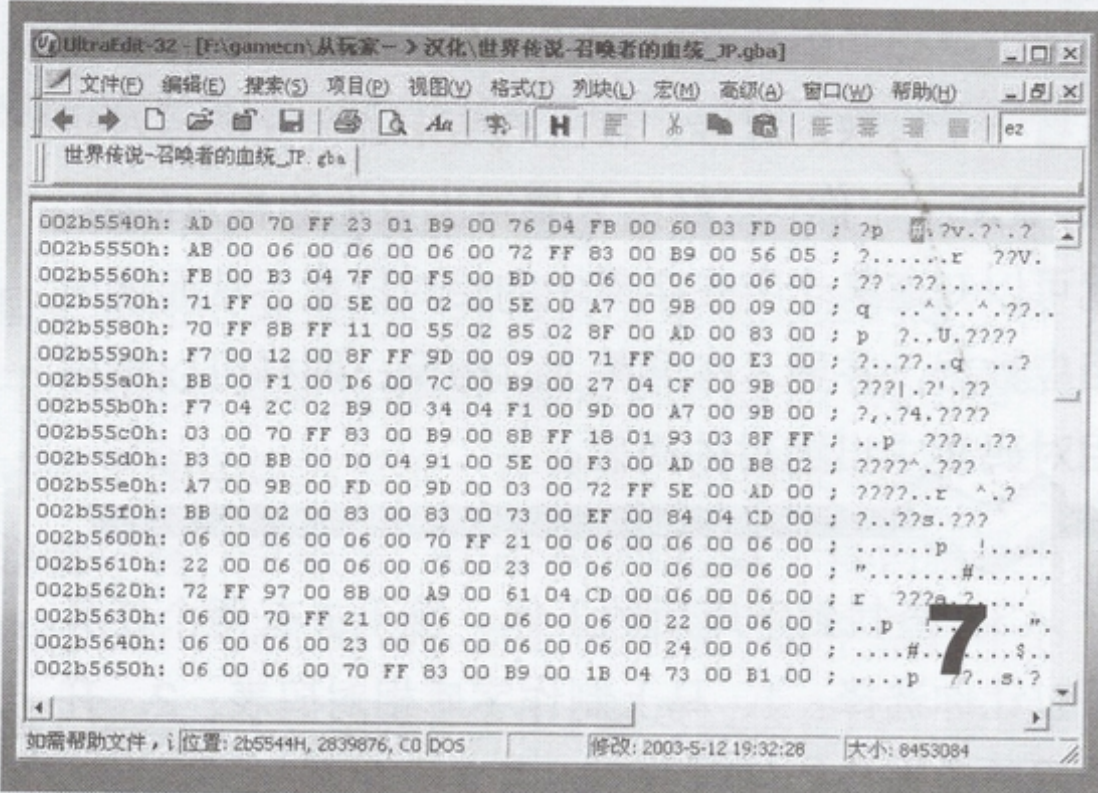 UltraEdit-32 - [F:\gamecn\从玩家－>汉化\世界传说-召唤者的血统_JP.gba]
文件(F) 编辑(E) 搜索(S) 项目(P) 视图(V) 格式(T) 列块(L) 宏(M) 高级(A) 窗口(W) 帮助(H)
ez
世界传说-召唤者的血统_JP.gba
002b5540h: AD 00 70 FF 23 01 B9 00 76 04 FB 00 60 03 FD 00 ; ?p #.?v.?`.?
002b5550h: AB 00 06 00 06 00 06 00 72 FF 83 00 B9 00 56 05 ; ?.......r ??V.
002b5560h: FB 00 B3 04 7F 00 F5 00 BD 00 06 00 06 00 06 00 ; ?? .??......
002b5570h: 71 FF 00 00 5E 00 02 00 5E 00 A7 00 9B 00 09 00 ; q ..^...^.??..
002b5580h: 70 FF 8B FF 11 00 55 02 85 02 8F 00 AD 00 83 00 ; p ?..U.????
002b5590h: F7 00 12 00 8F FF 9D 00 09 00 71 FF 00 00 E3 00 ; ?..??..q ..?
002b55a0h: BB 00 F1 00 D6 00 7C 00 B9 00 27 04 CF 00 9B 00 ; ???|.?'.??
002b55b0h: F7 04 2C 02 B9 00 34 04 F1 00 9D 00 A7 00 9B 00 ; ?,.?4.????
002b55c0h: 03 00 70 FF 83 00 B9 00 8B FF 18 01 93 03 8F FF ; ..p ???..??
002b55d0h: B3 00 BB 00 D0 04 91 00 5E 00 F3 00 AD 00 B8 02 ; ????^.???
002b55e0h: A7 00 9B 00 FD 00 9D 00 03 00 72 FF 5E 00 AD 00 ; ????..r ^.?
002b55f0h: BB 00 02 00 83 00 83 00 73 00 EF 00 84 04 CD 00 ; ?..??s.???
002b5600h: 06 00 06 00 06 00 70 FF 21 00 06 00 06 00 06 00 ; ......p !.....
002b5610h: 22 00 06 00 06 00 06 00 23 00 06 00 06 00 06 00 ; ".......#......
002b5620h: 72 FF 97 00 8B 00 A9 00 61 04 CD 00 06 00 06 00 ; r ???a.?....
002b5630h: 06 00 70 FF 21 00 06 00 06 00 06 00 22 00 06 00 ; ..p !.......".
002b5640h: 06 00 06 00 23 00 06 00 06 00 06 00 24 00 06 00 ; ....#.......$..
002b5650h: 06 00 06 00 70 FF 83 00 B9 00 1B 04 73 00 B1 00 ; ....p ??..s.?
7
如需帮助文件，i 位置: 2b5544H, 2839876, C0 DOS 修改: 2003-5-12 19:32:28 大小: 8453084